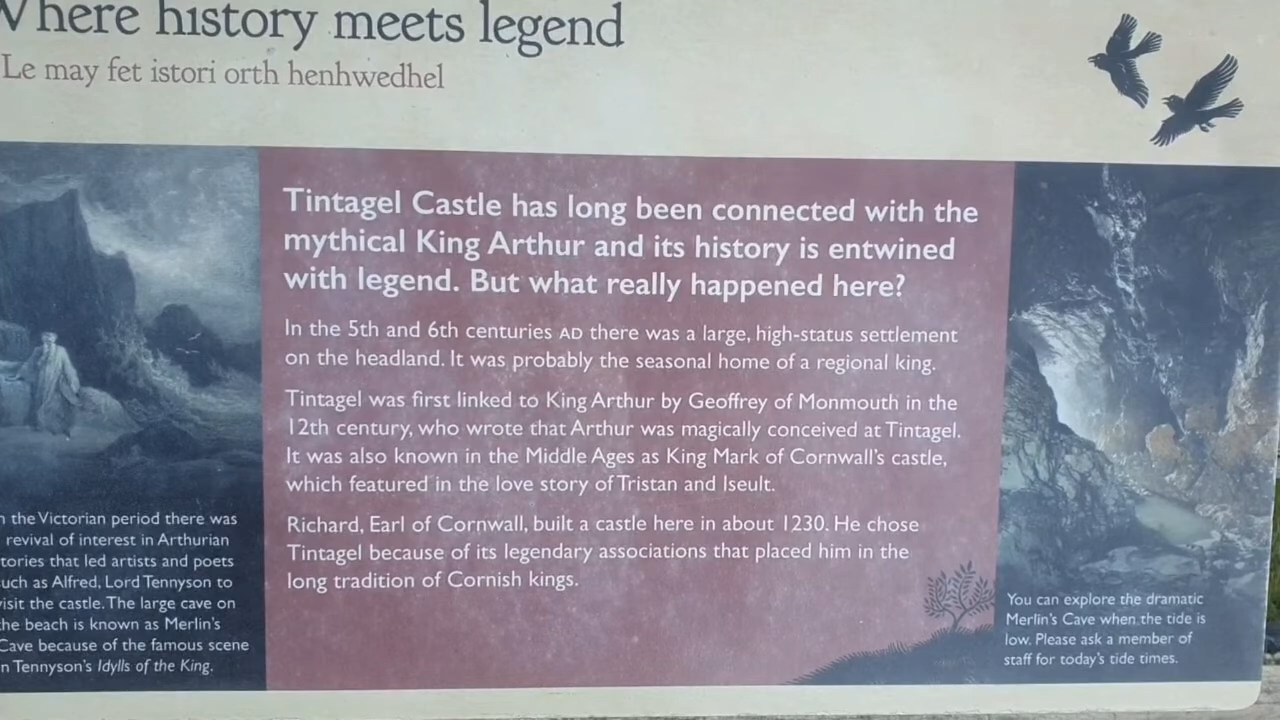 Where history meets legend
Le may fet istori orth henhwedhel
Tintagel Castle has long been connected with the
mythical King Arthur and its history is entwined
with legend. But what really happened here?
In the 5th and 6th centuries AD there was a large, high-status settlement
on the headland. It was probably the seasonal home of a regional king.
Tintagel was first linked to King Arthur by Geoffrey of Monmouth in the
12th century, who wrote that Arthur was magically conceived at Tintagel.
It was also known in the Middle Ages as King Mark of Cornwall's castle,
which featured in the love story of Tristan and Iseult.
Richard, Earl of Cornwall, built a castle here in about 1230. He chose
Tintagel because of its legendary associations that placed him in the
long tradition of Cornish kings.
n the Victorian period there was
revival of interest in Arthurian
tories that led artists and poets
uch as Alfred, Lord Tennyson to
visit the castle. The large cave on
the beach is known as Merlin's
Cave because of the famous scene
n Tennyson's Idylls of the King.
You can explore the dramatic
Merlin's Cave when the tide is
low. Please ask a member of
staff for today's tide times.